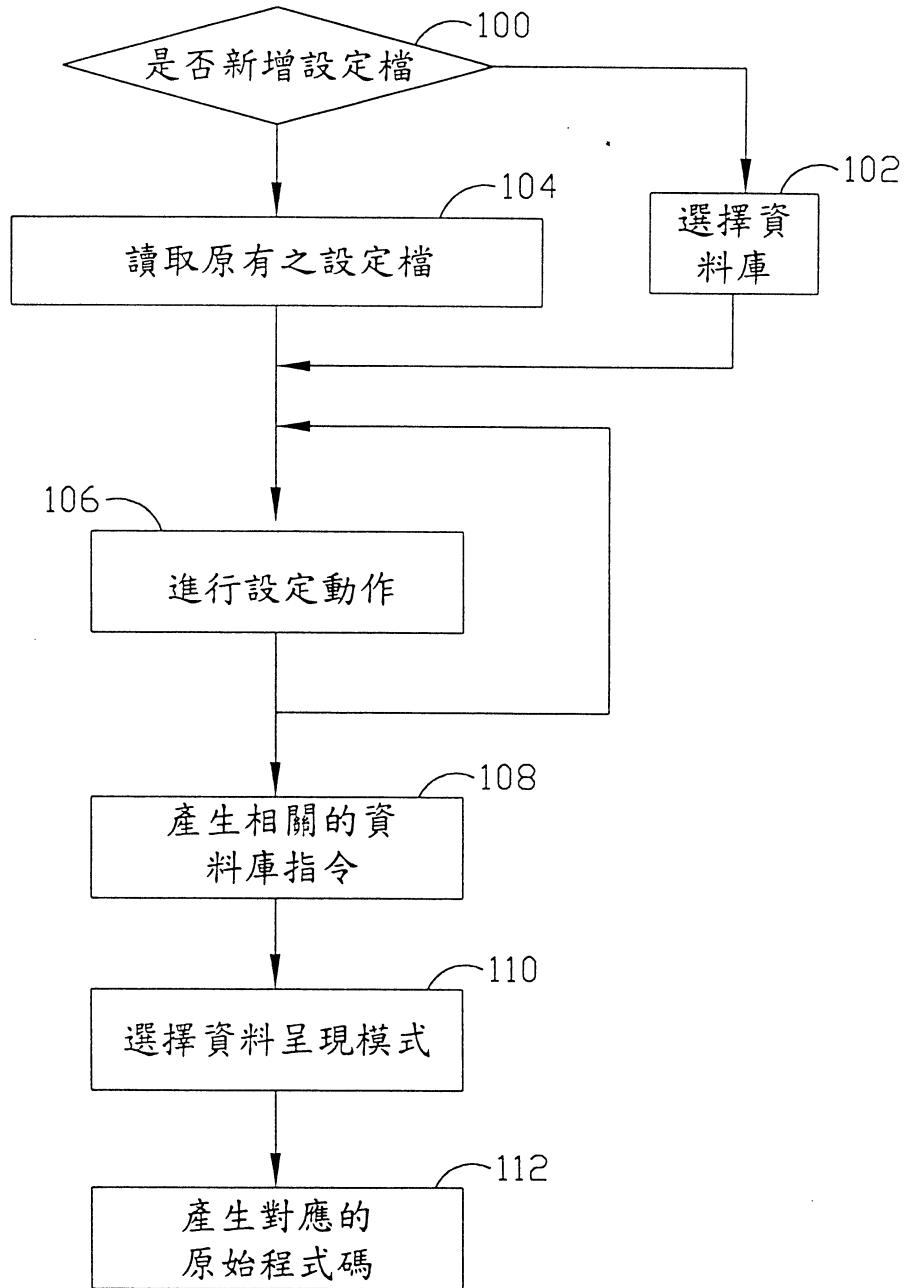 100
是否新增設定檔
102
選擇資
料庫
104
讀取原有之設定檔
106
進行設定動作
108
產生相關的資
料庫指令
110
選擇資料呈現模式
112
產生對應的
原始程式碼